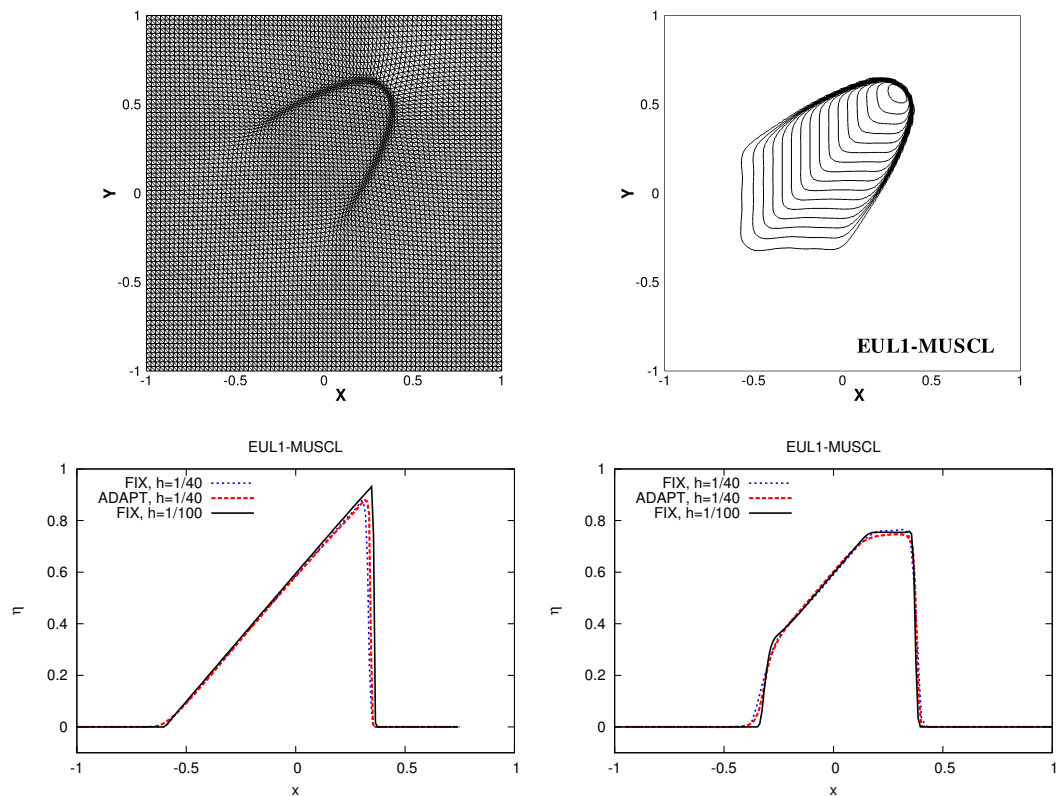 1
0.5
Y
0
-0.5
-1
-1
-0.5
0
0.5
1
X
1
0.5
Y
0
-0.5
-1
-1
-0.5
0
0.5
1
X
EUL1-MUSCL
EUL1-MUSCL
1
0.8
0.6
η
0.4
0.2
0
-1
-0.5
0
0.5
1
x
FIX, h=1/40
ADAPT, h=1/40
FIX, h=1/100
EUL1-MUSCL
1
0.8
0.6
η
0.4
0.2
0
-1
-0.5
0
0.5
1
x
FIX, h=1/40
ADAPT, h=1/40
FIX, h=1/100